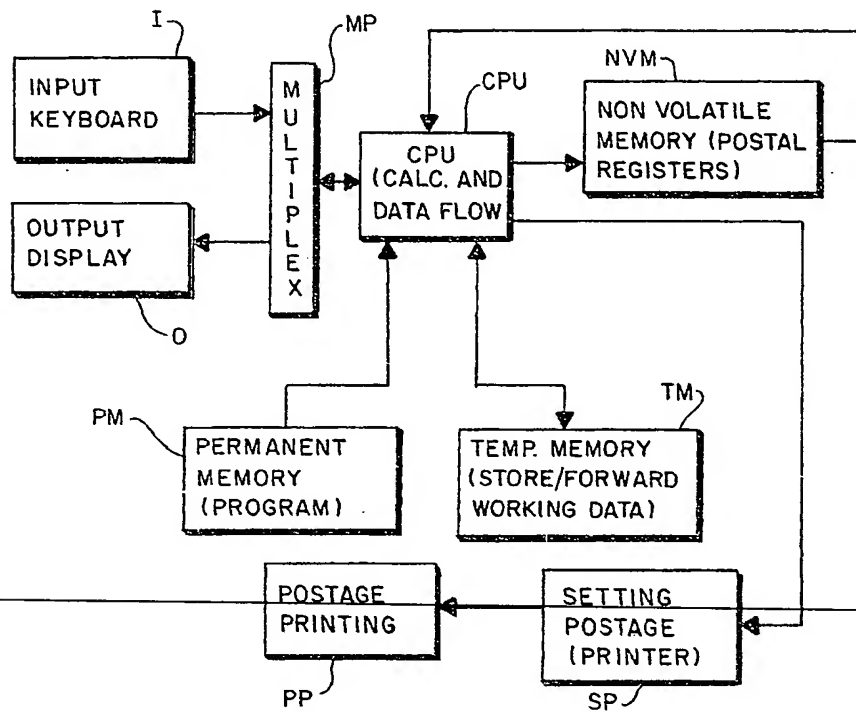 I
INPUT
KEYBOARD
MP
MULTIPLEX
OUTPUT
DISPLAY
O
CPU
CPU
(CALC. AND
DATA FLOW
NVM
NON VOLATILE
MEMORY (POSTAL
REGISTERS)
PM
PERMANENT
MEMORY
(PROGRAM)
TM
TEMP. MEMORY
(STORE/FORWARD
WORKING DATA)
POSTAGE
PRINTING
PP
SETTING
POSTAGE
(PRINTER)
SP